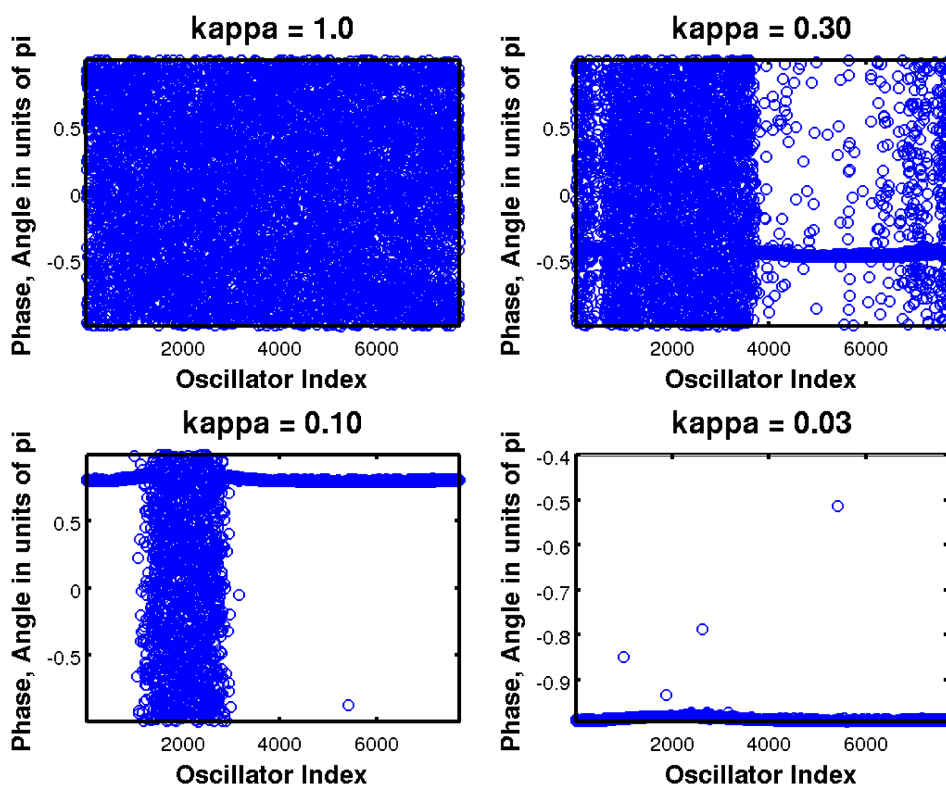 kappa = 1.0
Phase, Angle in units of pi
0.5
0
-0.5
2000 4000 6000
Oscillator Index
kappa = 0.30
Phase, Angle in units of pi
0.5
0
-0.5
2000 4000 6000
Oscillator Index
kappa = 0.10
Phase, Angle in units of pi
0.5
0
-0.5
2000 4000 6000
Oscillator Index
kappa = 0.03
Phase, Angle in units of pi
-0.4
-0.5
-0.6
-0.7
-0.8
-0.9
2000 4000 6000
Oscillator Index